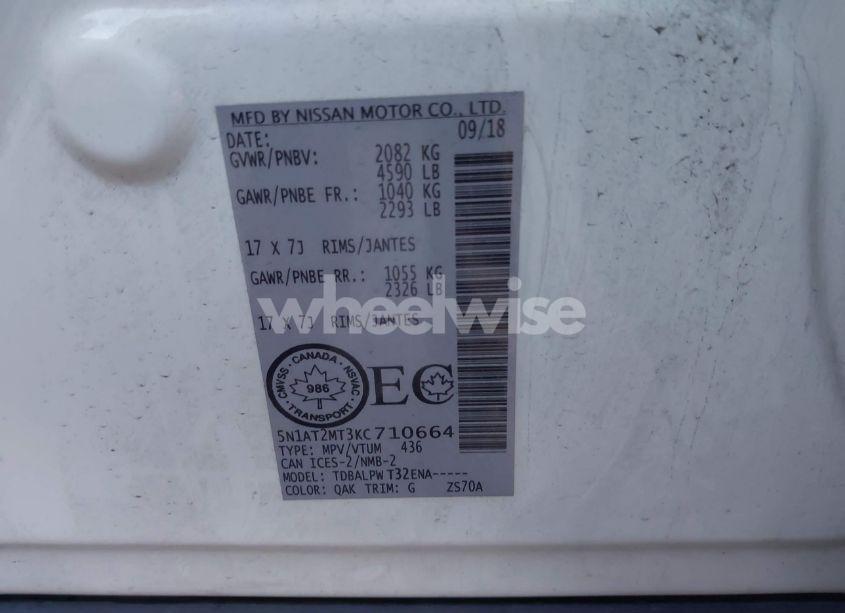 MFD BY NISSAN MOTOR CO., LTD.
DATE: 09/18
GVWR/PNBV: 2082 KG
4590 LB
GAWR/PNBE FR.: 1040 KG
2293 LB
17 X 7J RIMS/JANTES
GAWR/PNBE RR.: 1055 KG
2326 LB
wheelwise
17 X 7J RIMS/JANTES
CMVSS · CANADA · NSVAC
986
TRANSPORT
EC
5N1AT2MT3KC710664
TYPE: MPV/VTUM 436
CAN ICES-2/NMB-2
MODEL: TDBALPW T32ENA-----
COLOR: QAK TRIM: G ZS70A